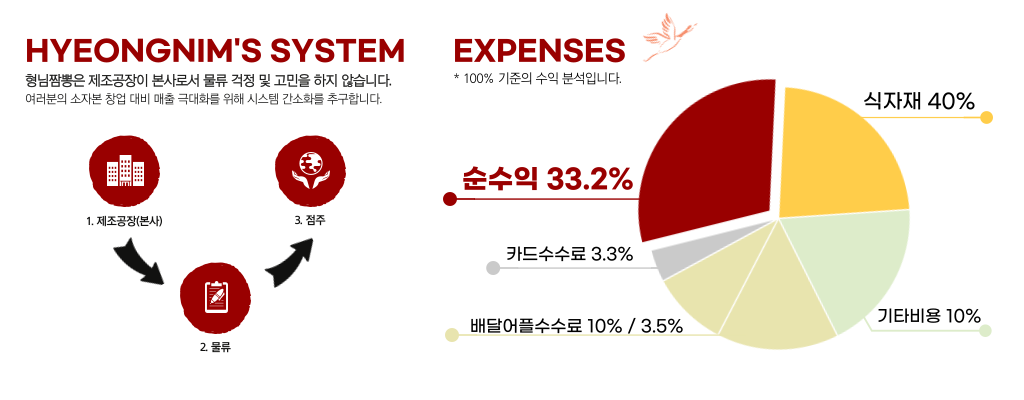 HYEONGNIM'S SYSTEM
형님짬뽕은 제조공장이 본사로서 물류 걱정 및 고민을 하지 않습니다.
여러분의 소자본 창업 대비 매출 극대화를 위해 시스템 간소화를 추구합니다.
1. 제조공장(본사)
3. 점주
2. 물류
EXPENSES
* 100% 기준의 수익 분석입니다.
식자재 40%
순수익 33.2%
카드수수료 3.3%
배달어플수수료 10% / 3.5%
기타비용 10%